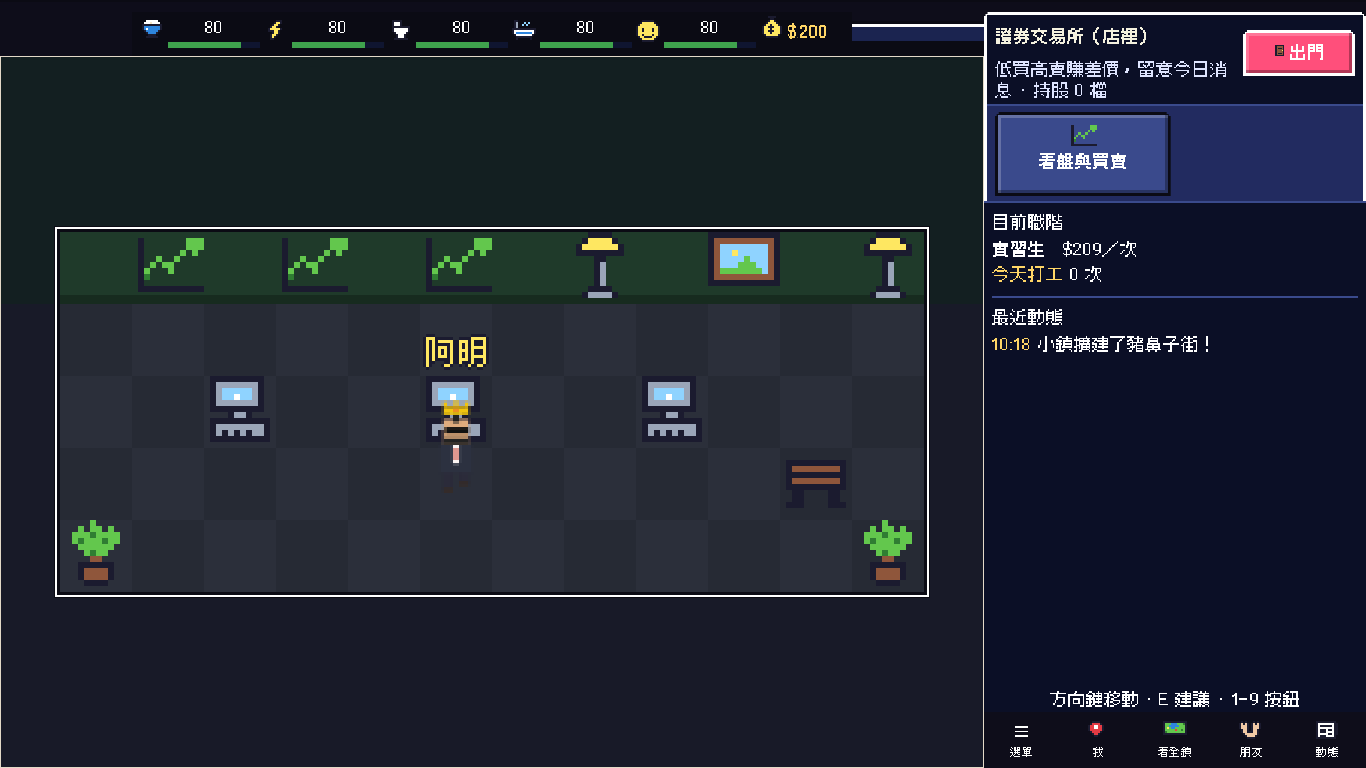 80 80 80 80 80 $200
證券交易所（店裡）
低買高賣賺差價，留意今日消
息 · 持股 0 檔
出門
看盤與買賣
目前職階
實習生 $209／次
今天打工 0 次
最近動態
10:18 小鎮擴建了豬鼻子街！
阿明
方向鍵移動 · E 建議 · 1-9 按鈕
選單 我 看全鎮 朋友 動態